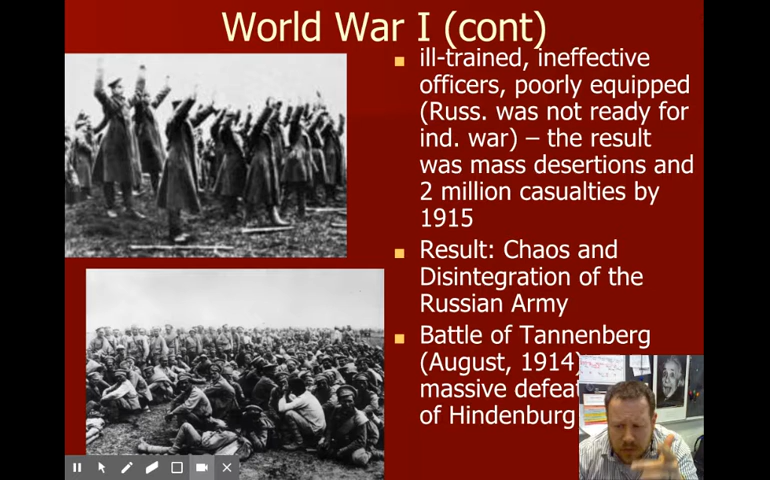 World War I (cont)
ill-trained, ineffective
officers, poorly equipped
(Russ. was not ready for
ind. war) – the result
was mass desertions and
2 million casualties by
1915
Result: Chaos and
Disintegration of the
Russian Army
Battle of Tannenberg
(August, 1914)
massive defeat
of Hindenburg